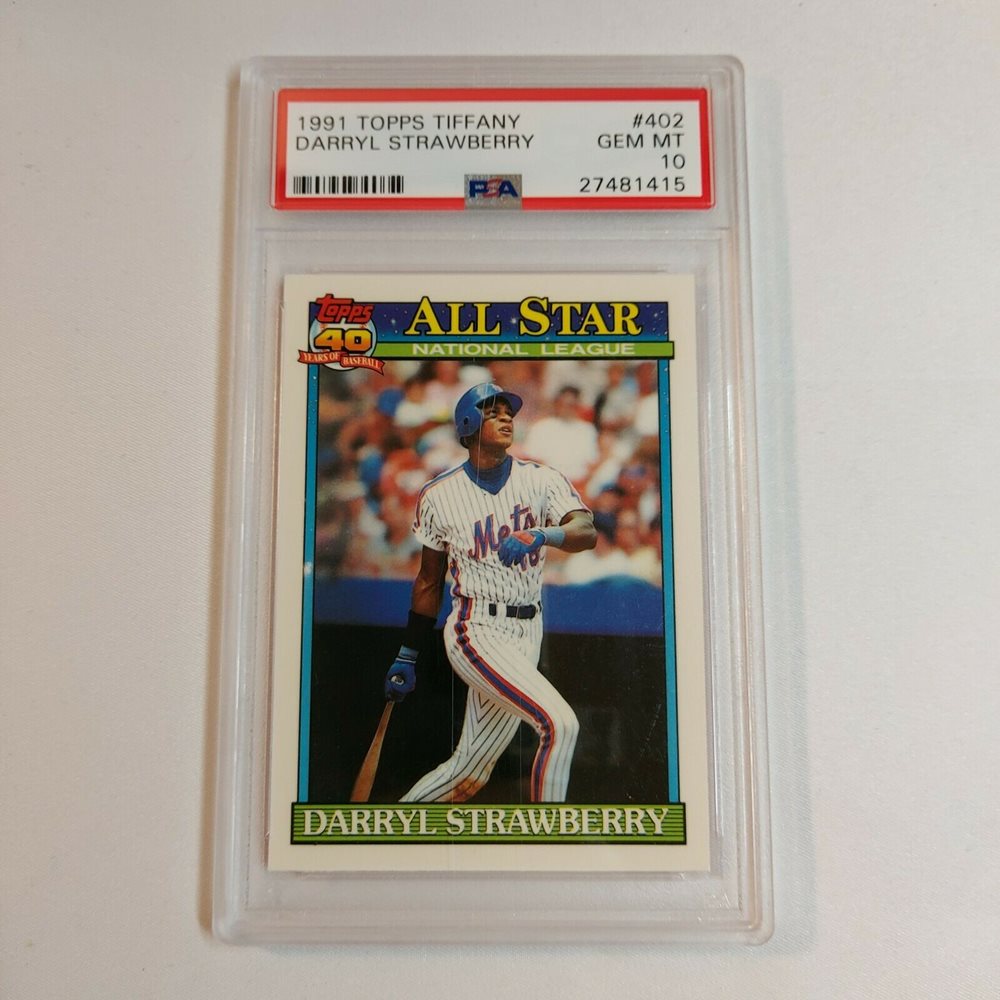 1991 TOPPS TIFFANY #402
DARRYL STRAWBERRY GEM MT
10
PSA 27481415
topps ALL STAR
40 NATIONAL LEAGUE
YEARS OF BASEBALL
Mets
18
DARRYL STRAWBERRY